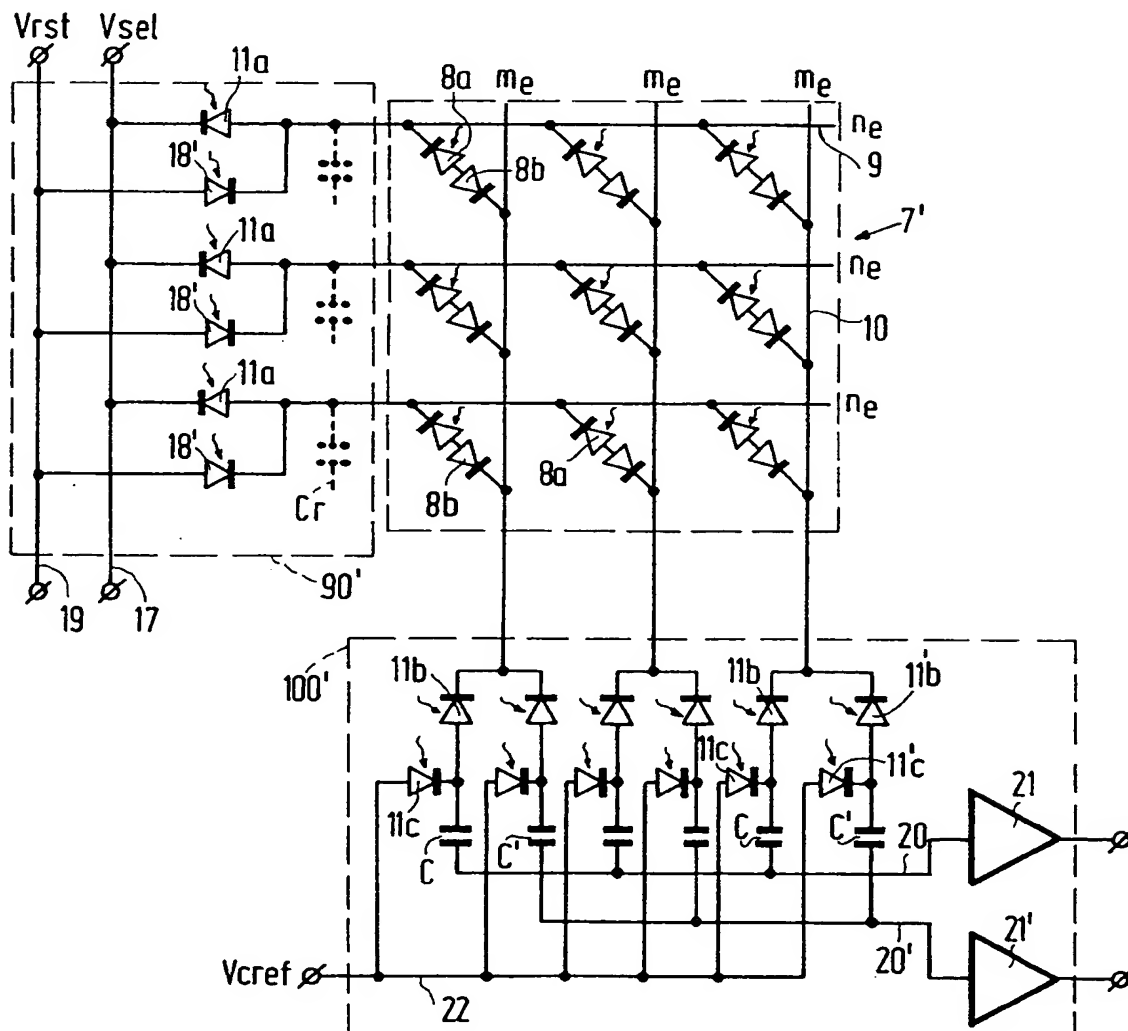 Vrst Vsel
11a 8a me me me
ne
9
18' 8b
7'
11a ne
18' 10
11a ne
18' 8b 8a
Cr
90'
19 17
100' 11b 11b 11'b
11c 11c 11'c
C C' C C' 20 21
20' 21'
Vcref 22